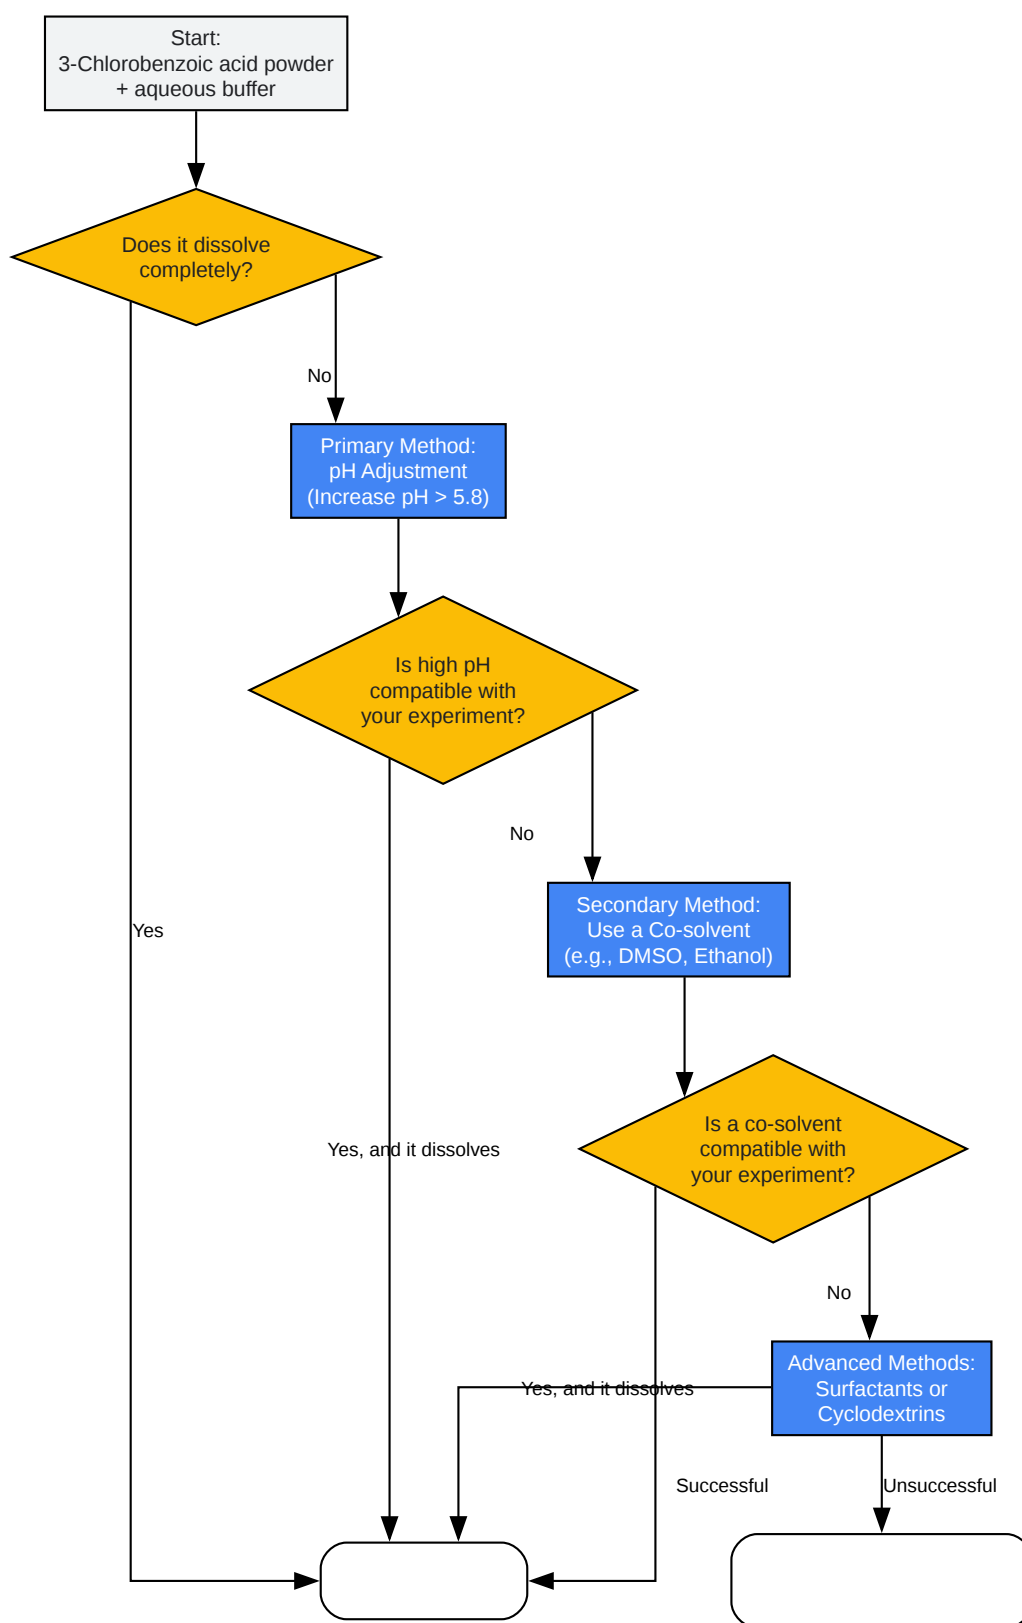 Start:
3-Chlorobenzoic acid powder
+ aqueous buffer
Does it dissolve
completely?
No
Primary Method:
pH Adjustment
(Increase pH > 5.8)
Is high pH
compatible with
your experiment?
No
Secondary Method:
Use a Co-solvent
(e.g., DMSO, Ethanol)
Yes
Is a co-solvent
compatible with
your experiment?
Yes, and it dissolves
No
Advanced Methods:
Surfactants or
Cyclodextrins
Yes, and it dissolves
Successful
Unsuccessful